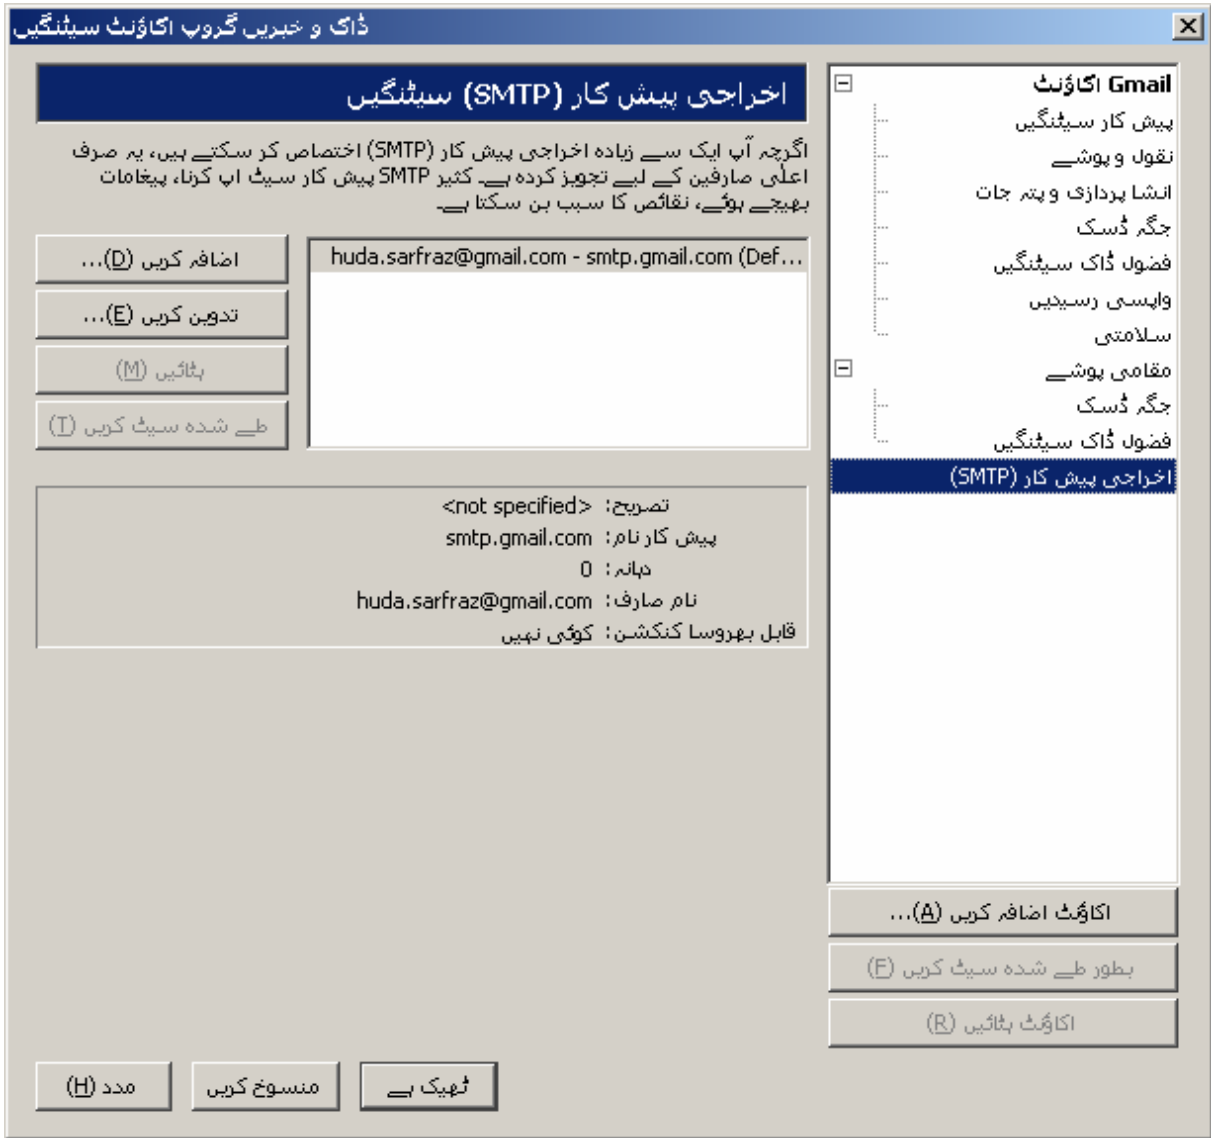 ڈاک و خبریں گروپ اکاؤنٹ سیٹنگیں
Gmail اکاؤنٹ
پیش کار سیٹنگیں
نقول و پوشے
انشا پردازی و پتہ جات
جگہ ڈسک
فضول ڈاک سیٹنگیں
واپسی رسیدیں
سلامتی
مقامی پوشے
جگہ ڈسک
فضول ڈاک سیٹنگیں
اخراجی پیش کار (SMTP)
اکاؤنٹ اضافہ کریں (A)...
بطور طے شدہ سیٹ کریں (F)
اکاؤنٹ ہٹائیں (R)
اخراجی پیش کار (SMTP) سیٹنگیں
اگرچہ آپ ایک سے زیادہ اخراجی پیش کار (SMTP) اختصاص کر سکتے ہیں، یہ صرف
اعلٰی صارفین کے لیے تجویز کردہ ہے۔ کثیر SMTP پیش کار سیٹ اپ کرنا، پیغامات
بھیجے ہوئے، نقائص کا سبب بن سکتا ہے۔
huda.sarfraz@gmail.com - smtp.gmail.com (Def...
اضافہ کریں (D)...
تدوین کریں (E)...
ہٹائیں (M)
طے شدہ سیٹ کریں (T)
تصریح: <not specified>
پیش کار نام: smtp.gmail.com
دہانہ: 0
نام صارف: huda.sarfraz@gmail.com
قابل بھروسا کنکشن: کوئی نہیں
ٹھیک ہے
منسوخ کریں
مدد (H)